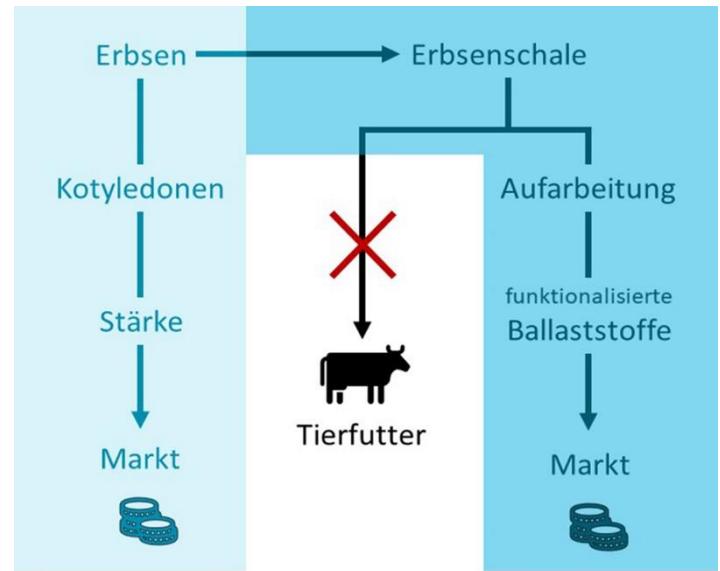 Erbsen
Erbsenschale
Kotyledonen
Aufarbeitung
Stärke
funktionalisierte
Ballaststoffe
Tierfutter
Markt
Markt